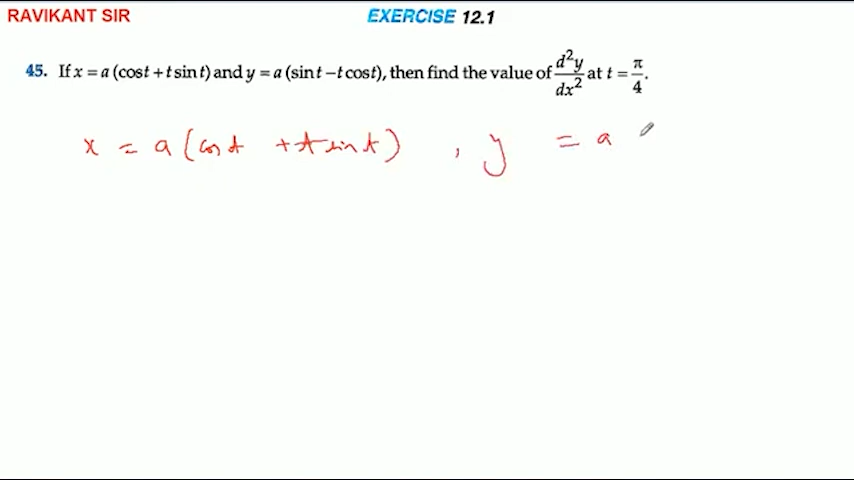 RAVIKANT SIR
EXERCISE 12.1
45. If x = a (cost + t sin t) and y = a (sin t – t cost), then find the value of d²y/dx² at t = π/4.
x = a (cos t + t sin t) , y = a